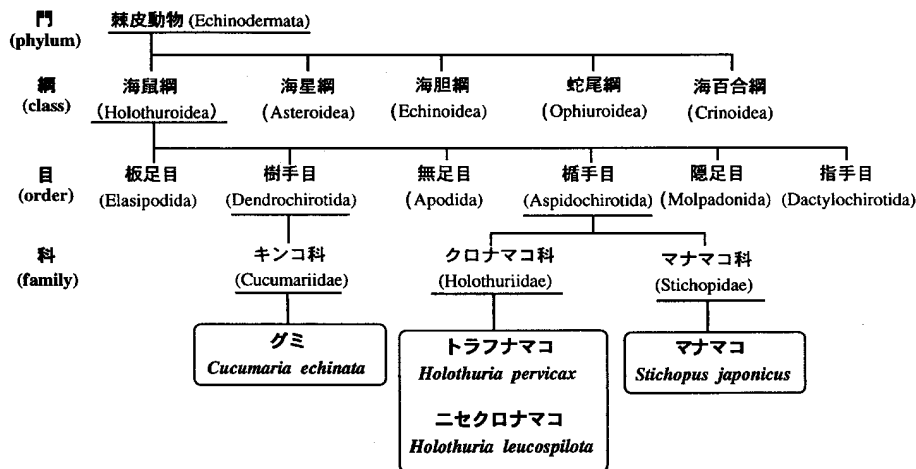 門 棘皮動物 (Echinodermata)
(phylum)
綱 海鼠綱 海星綱 海胆綱 蛇尾綱 海百合綱
(class) (Holothuroidea) (Asteroidea) (Echinoidea) (Ophiuroidea) (Crinoidea)
目 板足目 樹手目 無足目 楯手目 隠足目 指手目
(order) (Elasipodida) (Dendrochirotida) (Apodida) (Aspidochirotida) (Molpadonida) (Dactylochirotida)
科 キンコ科 クロナマコ科 マナマコ科
(family) (Cucumariidae) (Holothuriidae) (Stichopidae)
グミ トラフナマコ マナマコ
Cucumaria echinata Holothuria pervicax Stichopus japonicus
ニセクロナマコ
Holothuria leucospilota